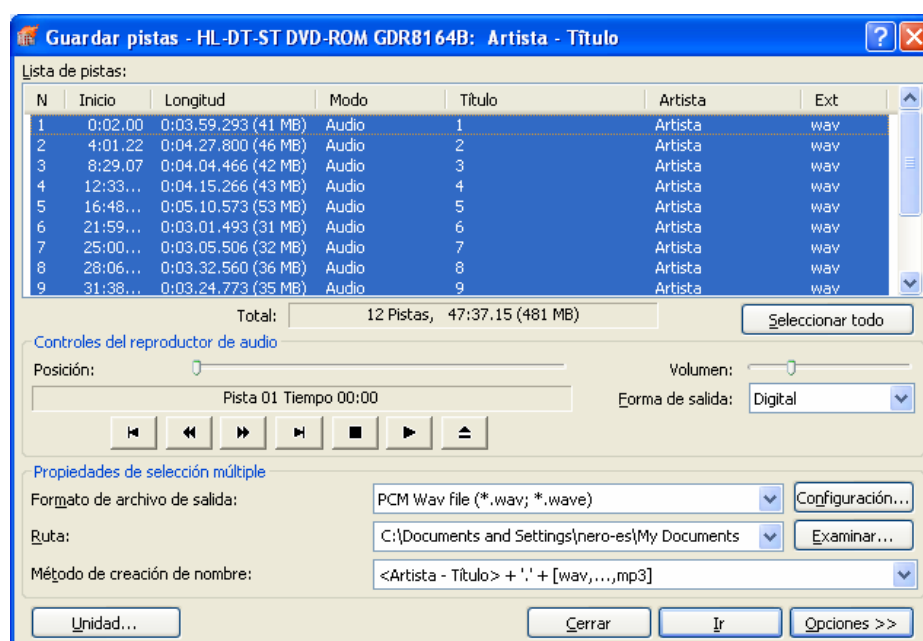 Guardar pistas - HL-DT-ST DVD-ROM GDR8164B: Artista - Título
Lista de pistas:
N Inicio Longitud Modo Título Artista Ext
1 0:02.00 0:03.59.293 (41 MB) Audio 1 Artista wav
2 4:01.22 0:04.27.800 (46 MB) Audio 2 Artista wav
3 8:29.07 0:04.04.466 (42 MB) Audio 3 Artista wav
4 12:33... 0:04.15.266 (43 MB) Audio 4 Artista wav
5 16:48... 0:05.10.573 (53 MB) Audio 5 Artista wav
6 21:59... 0:03.01.493 (31 MB) Audio 6 Artista wav
7 25:00... 0:03.05.506 (32 MB) Audio 7 Artista wav
8 28:06... 0:03.32.560 (36 MB) Audio 8 Artista wav
9 31:38... 0:03.24.773 (35 MB) Audio 9 Artista wav
Total: 12 Pistas, 47:37.15 (481 MB) Seleccionar todo
Controles del reproductor de audio
Posición: Volumen:
Pista 01 Tiempo 00:00 Forma de salida: Digital
Propiedades de selección múltiple
Formato de archivo de salida: PCM Wav file (*.wav; *.wave) Configuración...
Ruta: C:\Documents and Settings\nero-es\My Documents Examinar...
Método de creación de nombre: <Artista - Título> + '.' + [wav,...,mp3]
Unidad... Cerrar Ir Opciones >>